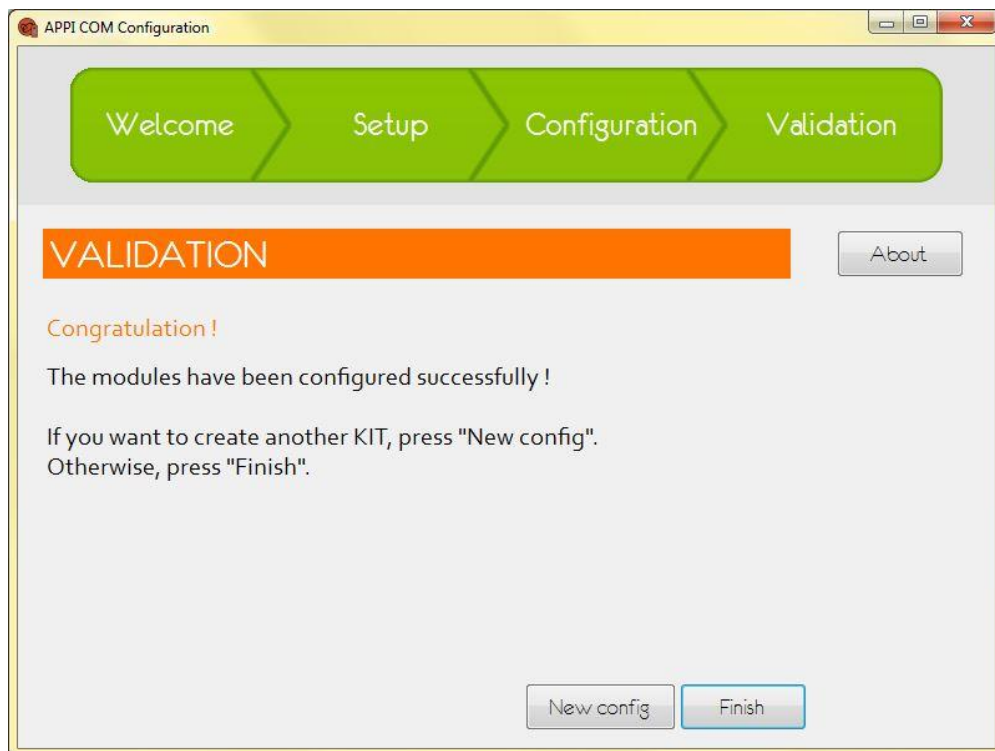 APPI COM Configuration
Welcome
Setup
Configuration
Validation
VALIDATION
About
Congratulation !
The modules have been configured successfully !
If you want to create another KIT, press "New config".
Otherwise, press "Finish".
New config
Finish